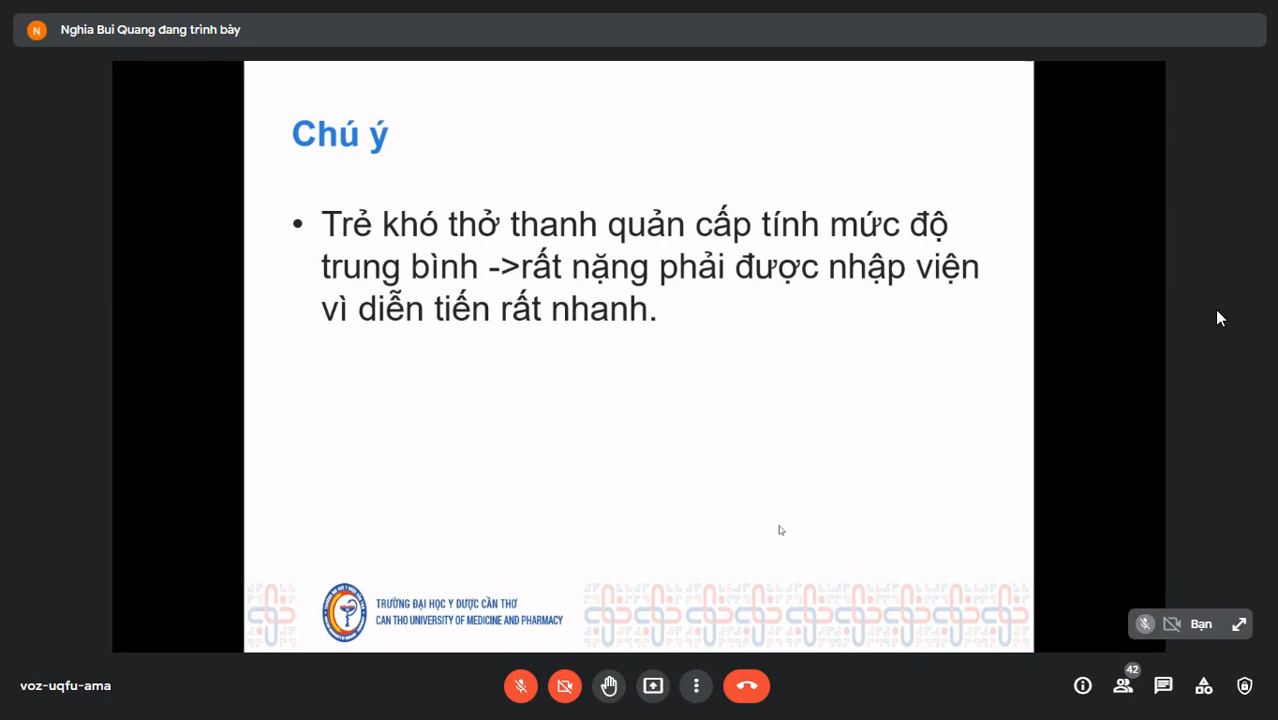 N
Nghia Bui Quang đang trình bày
Chú ý
• Trẻ khó thở thanh quản cấp tính mức độ
trung bình ->rất nặng phải được nhập viện
vì diễn tiến rất nhanh.
TRƯỜNG ĐẠI HỌC Y DƯỢC CẦN THƠ
CAN THO UNIVERSITY OF MEDICINE AND PHARMACY
Bạn
voz-uqfu-ama
42